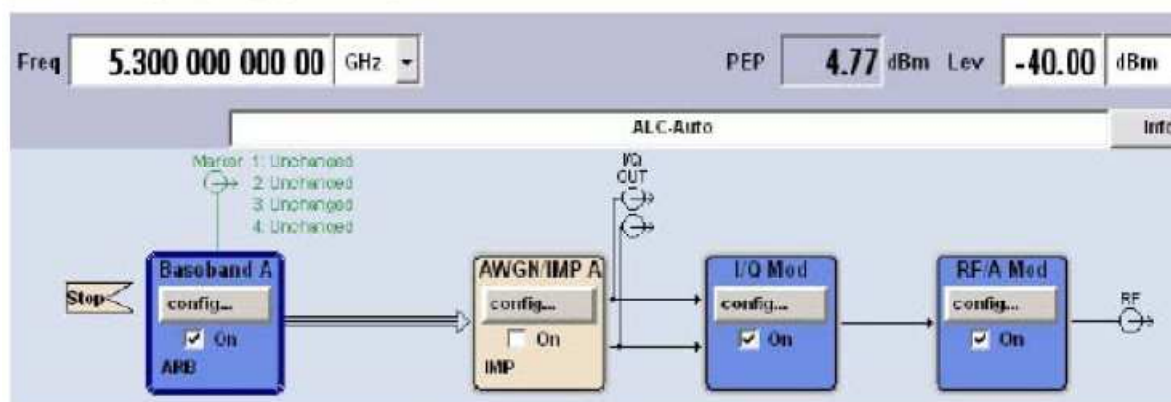 Freq 5.300 000 000 00 GHz PEP 4.77 dBm Lev -40.00 dBm
ALC-Auto Info
Marker 1: Unchanged
2: Unchanged
3: Unchanged
4: Unchanged
I/Q
OUT
Baseband A AWGN/IMP A I/Q Mod RF/A Mod
Stop config... config... config... config... RF
On On On On
ARB IMP